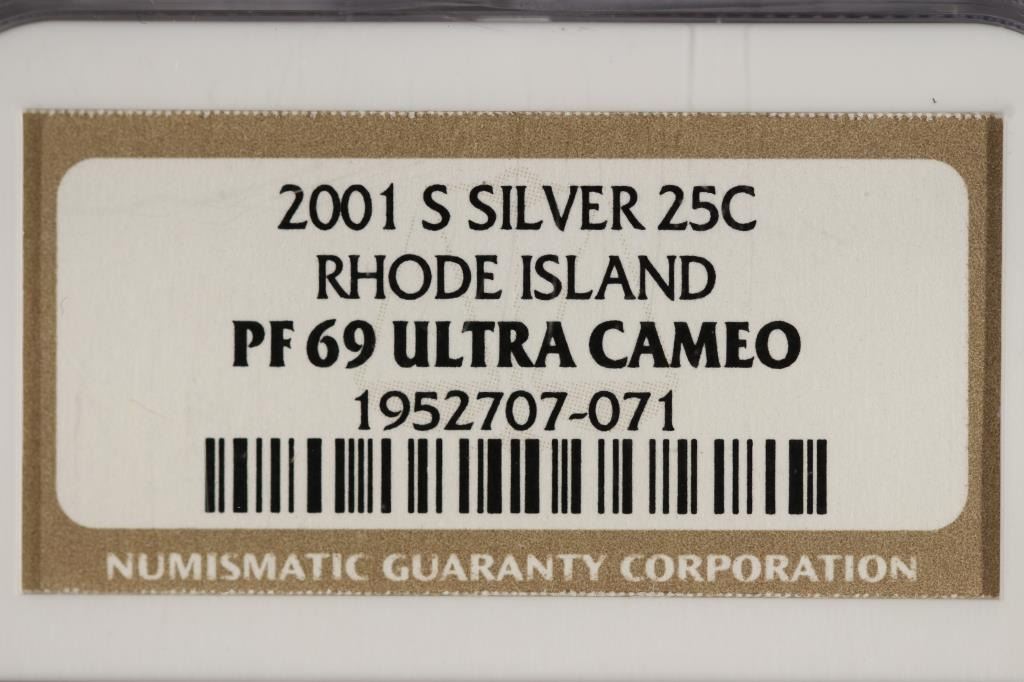 2001 S SILVER 25C
RHODE ISLAND
PF 69 ULTRA CAMEO
1952707-071
NUMISMATIC GUARANTY CORPORATION